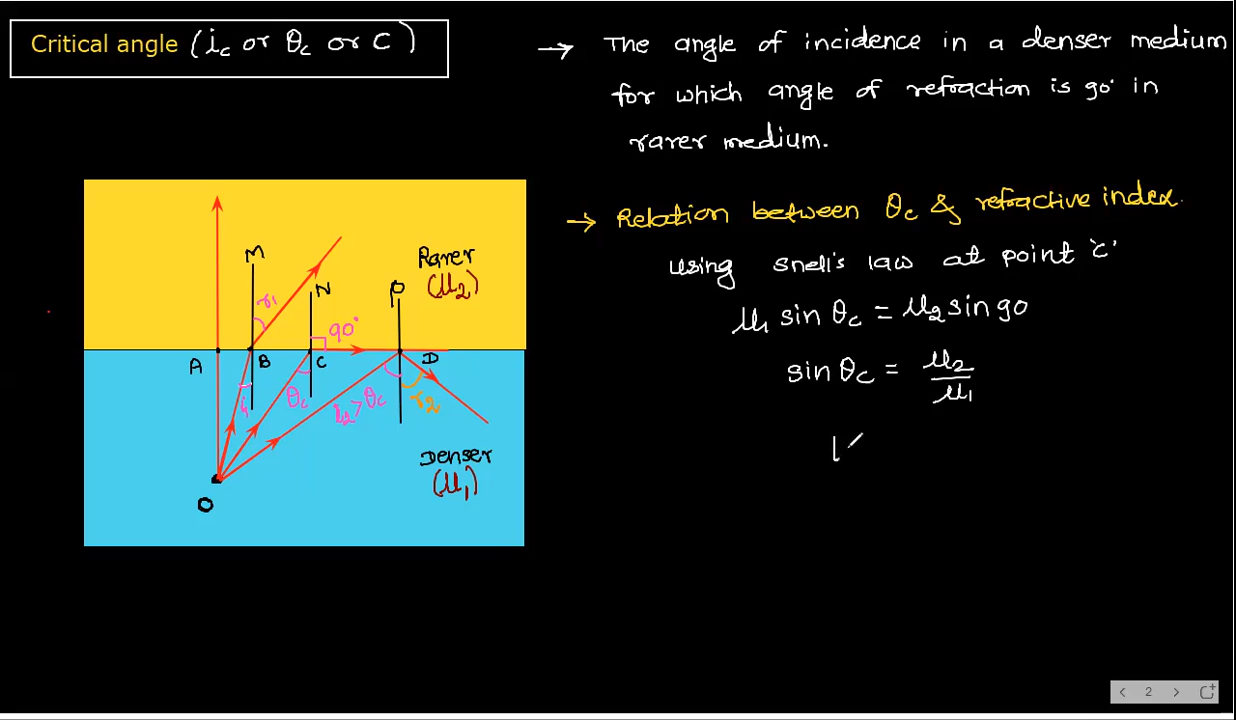 Critical angle (ic or θc or C)
→ The angle of incidence in a denser medium
for which angle of refraction is 90° in
rarer medium.
→ Relation between θc & refractive index.
Using snell's law at point 'C'
μ1 sin θc = μ2 sin 90
sin θc = μ2/μ1
M
N
P
Rarer
(μ2)
r1
90°
A
B
C
D
i1
θc
i2 > θc
r2
Denser
(μ1)
O
2